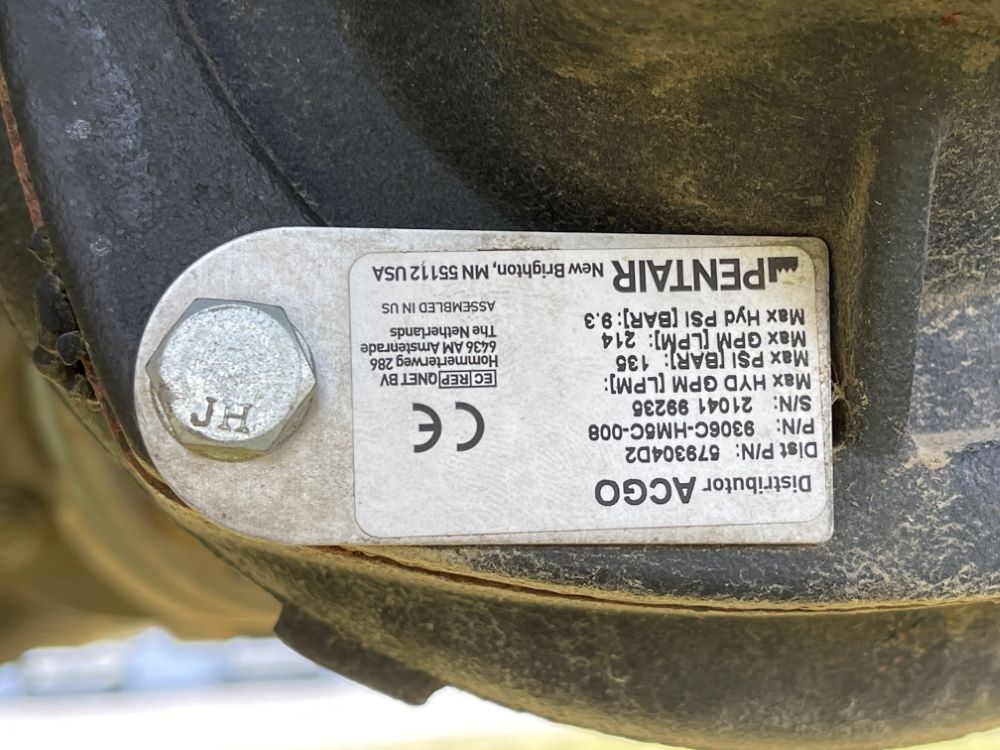 Distributor ACGO
Dist P/N: 579304D2
P/N: 9306C-HM5C-008
S/N: 21041 99235
Max HYD GPM [LPM]:
Max PSI [BAR]: 135
Max GPM [LPM]: 214
Max Hyd PSI [BAR]: 9.3
CE
EC REP QNET BV
Hommerterweg 286
6436 AM Amstenrade
The Netherlands
ASSEMBLED IN US
PENTAIR New Brighton, MN 55112 USA
JH